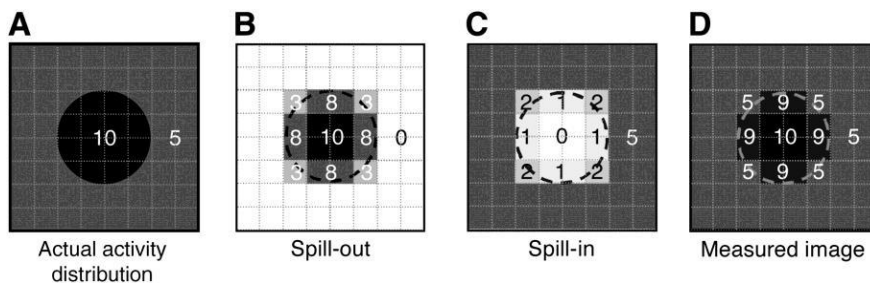 A B C D
10 5
3 8 3
8 10 8 0
3 8 3
2 1 2
1 0 1 5
2 1 2
5 9 5
9 10 9 5
5 9 5
Actual activity
distribution
Spill-out
Spill-in
Measured image